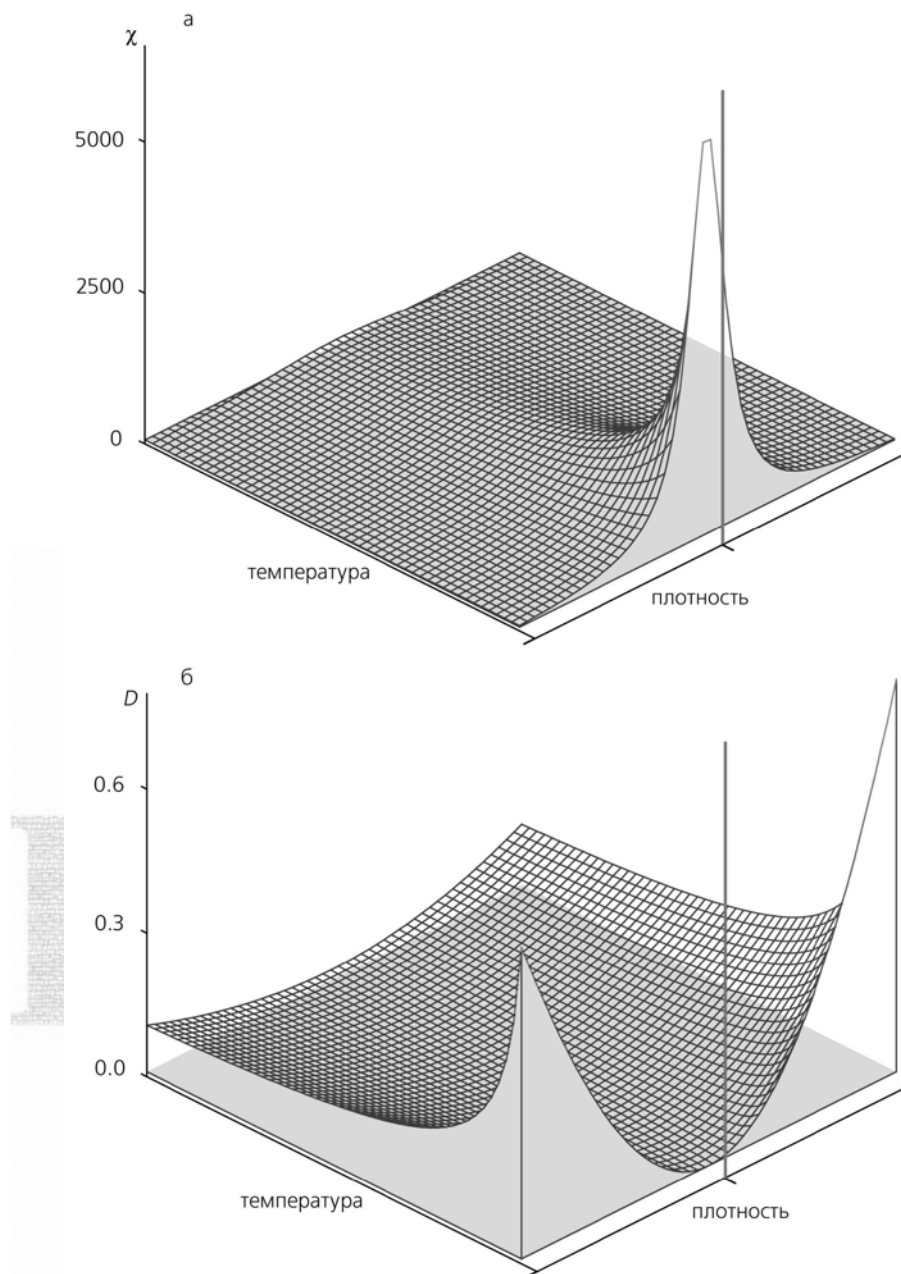 а
χ
5000
2500
0
температура
плотность
б
D
0.6
0.3
0.0
температура
плотность